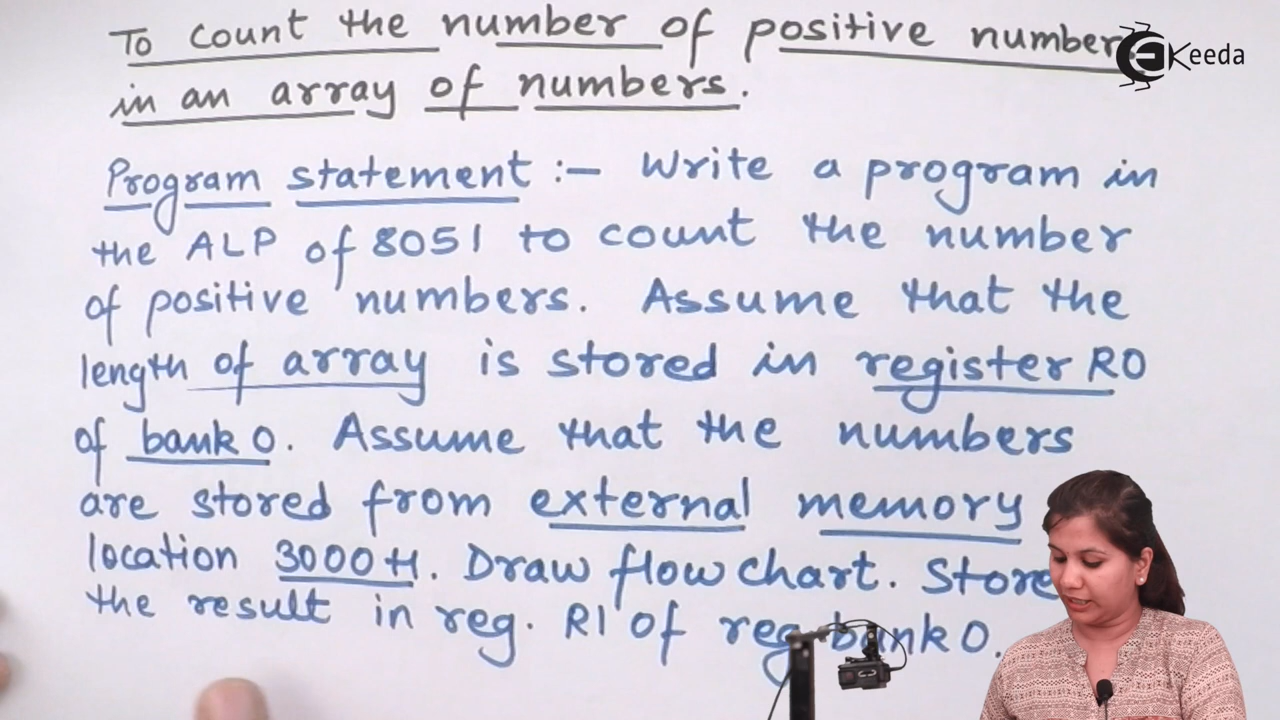 To count the number of positive number
Keeda
in an array of numbers.
Program statement :- Write a program in
the ALP of 8051 to count the number
of positive numbers. Assume that the
length of array is stored in register R0
of bank 0. Assume that the numbers
are stored from external memory
location 3000H. Draw flowchart. Store
the result in reg. R1 of reg bank 0.